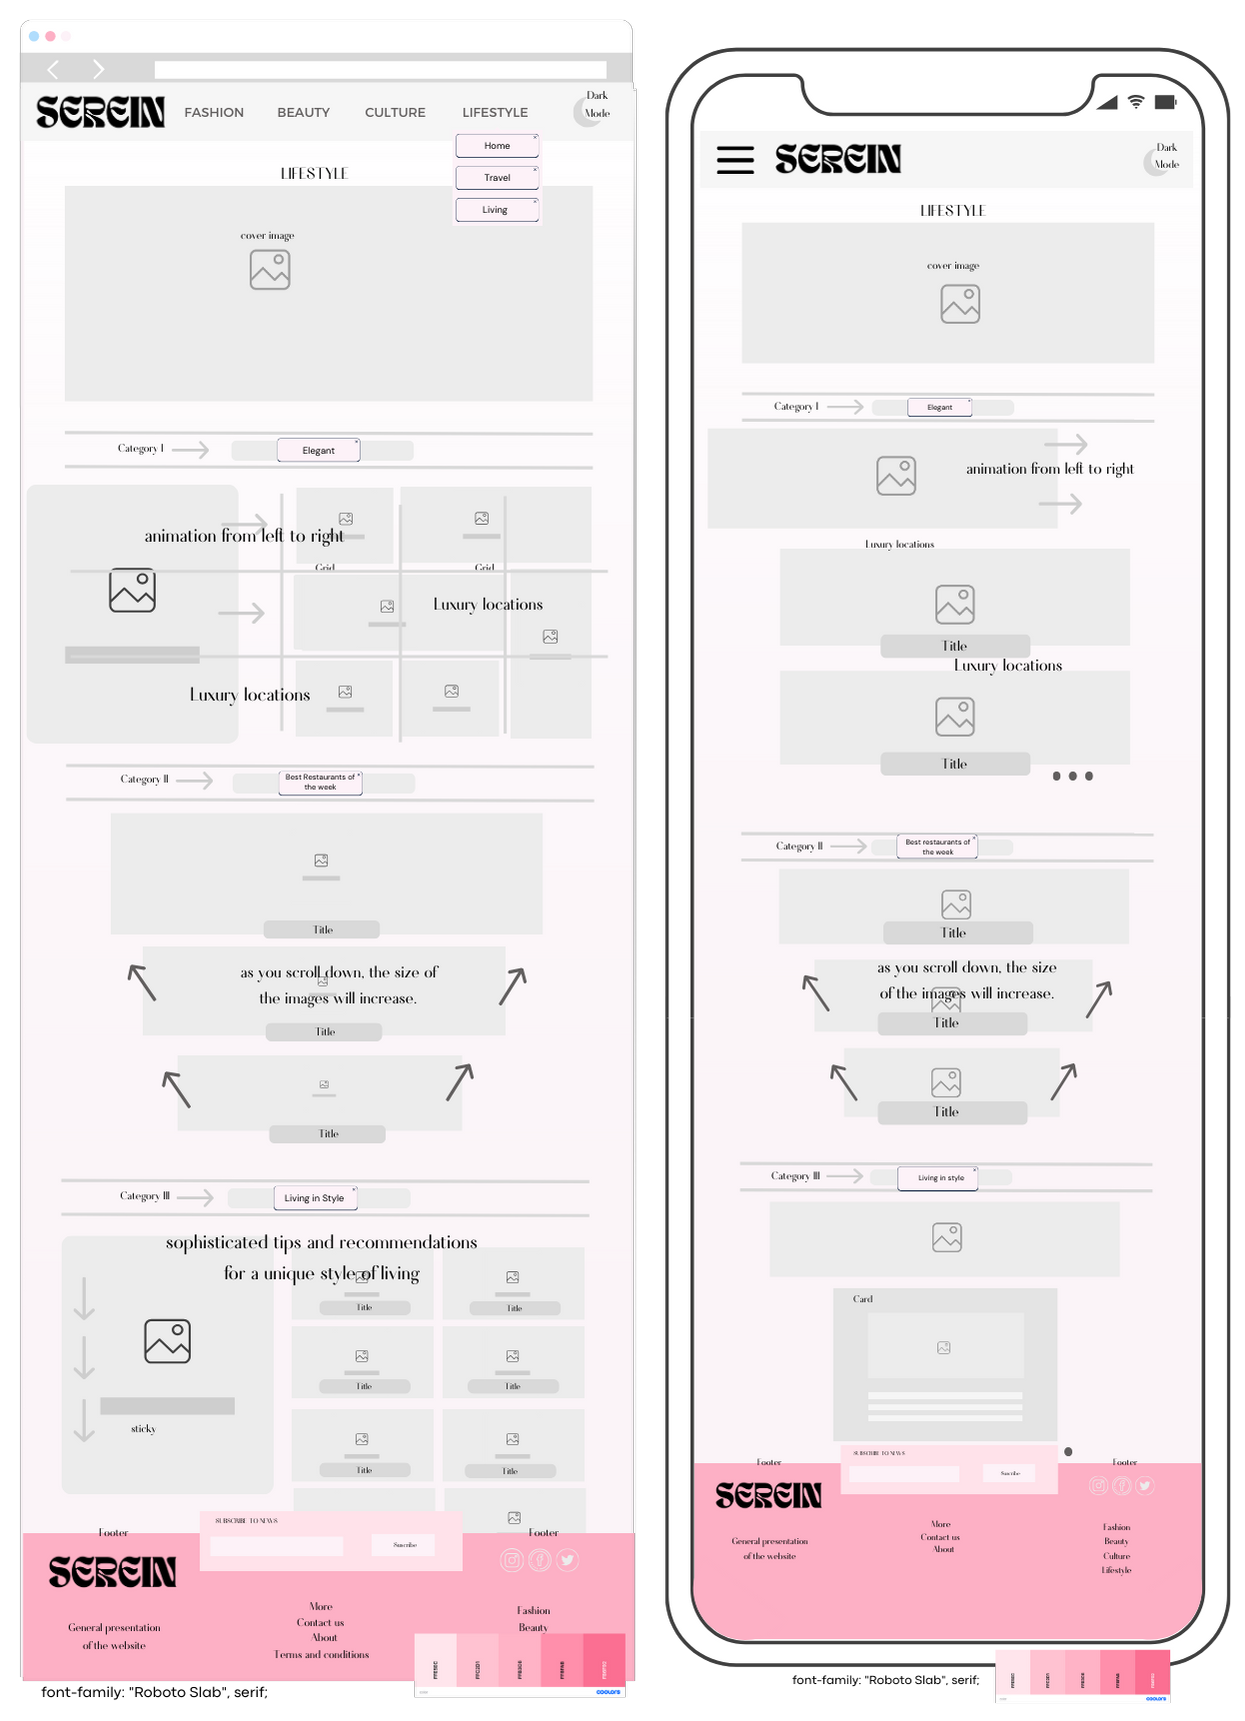 SEREIN
FASHION
BEAUTY
CULTURE
LIFESTYLE
Dark
Mode
Home
Travel
Living
LIFESTYLE
cover image
Category I
Elegant
animation from left to right
Grid
Grid
Luxury locations
Luxury locations
Category II
Best Restaurants of
the week
Title
as you scroll down, the size of
the images will increase.
Title
Title
Category III
Living in Style
sophisticated tips and recommendations
for a unique style of living
Title
Title
Title
Title
sticky
Title
Title
SUBSCRIBE TO NEWS
Suscribe
Footer
Footer
SEREIN
General presentation
of the website
More
Contact us
About
Terms and conditions
Fashion
Beauty
coolors
font-family: "Roboto Slab", serif;
SEREIN
Dark
Mode
LIFESTYLE
cover image
Category I
Elegant
animation from left to right
Luxury locations
Title
Luxury locations
Title
Category II
Best restaurants of
the week
Title
as you scroll down, the size
of the images will increase.
Title
Title
Category III
Living in style
Card
SUBSCRIBE TO NEWS
Suscribe
Footer
Footer
SEREIN
General presentation
of the website
More
Contact us
About
Fashion
Beauty
Culture
Lifestyle
font-family: "Roboto Slab", serif;
coolors